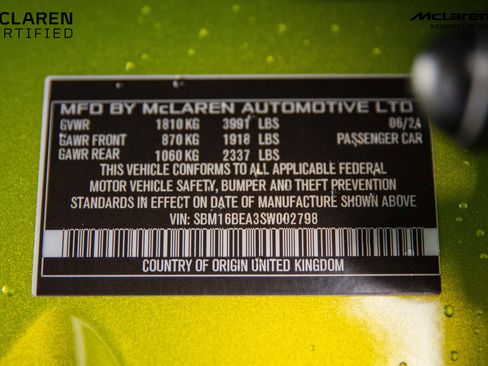 McLAREN
CERTIFIED
McLaren
NEWPORT BEACH
MFD BY McLAREN AUTOMOTIVE LTD
GVWR 1810 KG 3991 LBS 06/24
GAWR FRONT 870 KG 1918 LBS PASSENGER CAR
GAWR REAR 1060 KG 2337 LBS
THIS VEHICLE CONFORMS TO ALL APPLICABLE FEDERAL
MOTOR VEHICLE SAFETY, BUMPER AND THEFT PREVENTION
STANDARDS IN EFFECT ON DATE OF MANUFACTURE SHOWN ABOVE
VIN: SBM16BEA3SW002798
COUNTRY OF ORIGIN UNITED KINGDOM